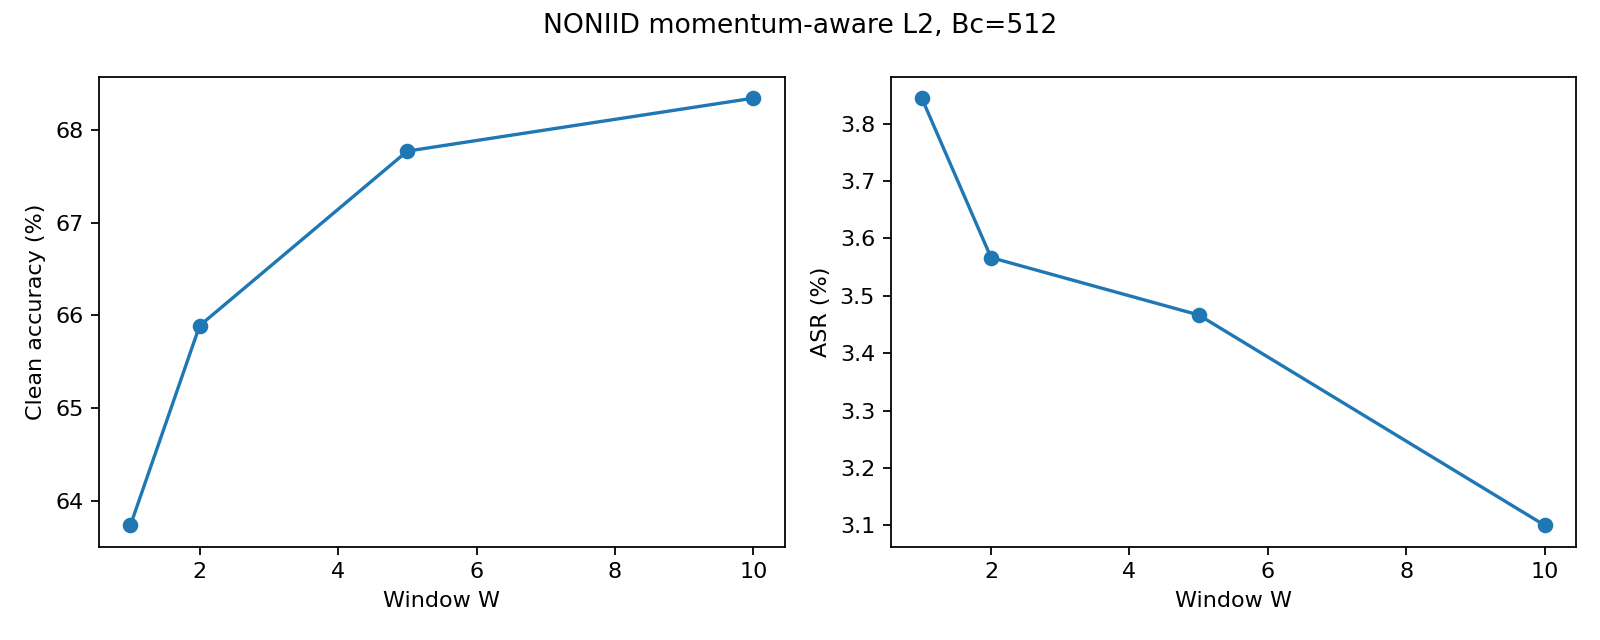 NONIID momentum-aware L2, Bc=512
Clean accuracy (%)
68
67
66
65
64
2 4 6 8 10
Window W
ASR (%)
3.8
3.7
3.6
3.5
3.4
3.3
3.2
3.1
2 4 6 8 10
Window W